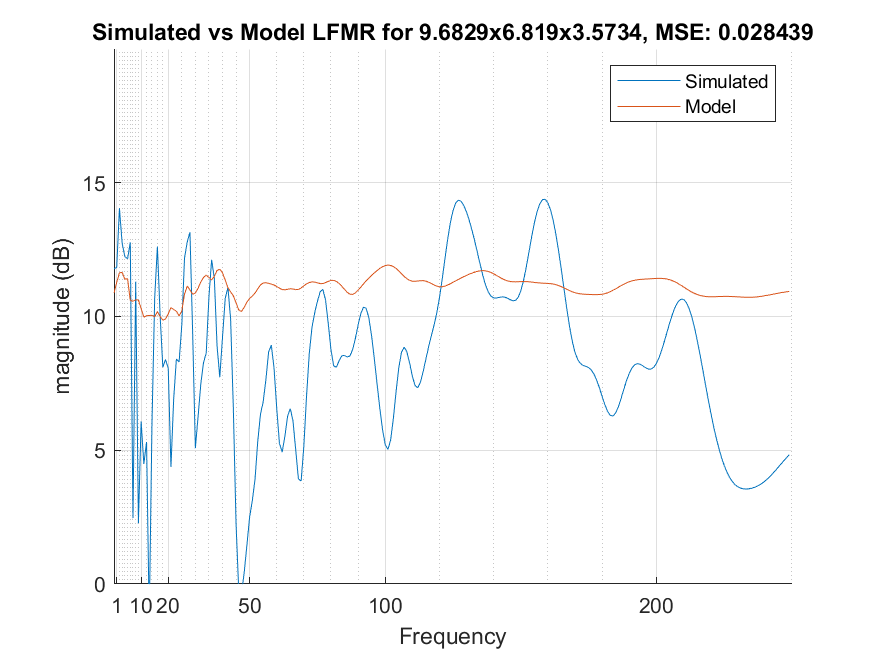 Simulated vs Model LFMR for 9.6829x6.819x3.5734, MSE: 0.028439
Simulated
Model
15
10
5
0
magnitude (dB)
1 10 20 50 100 200
Frequency